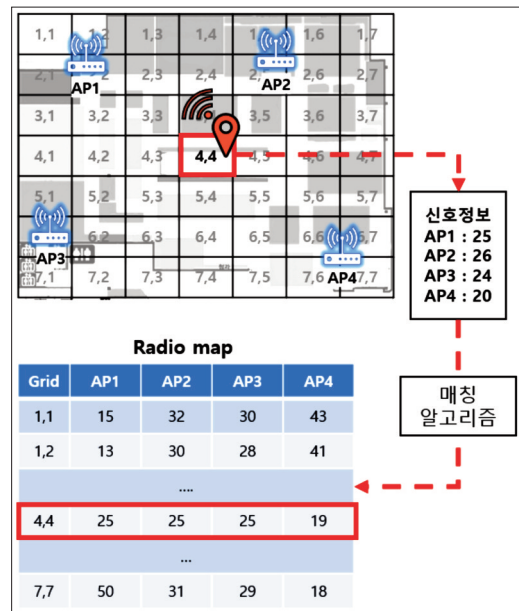 1,1 1,2 1,3 1,4 1,6 1,7
2,1 2,3 2,4 2,6 2,7
AP1 AP2
3,1 3,2 3,3 3,5 3,6 3,7
4,1 4,2 4,3 4,4 4,5 4,6 4,7
5,1 5,2 5,3 5,4 5,5 5,6 5,7
6,2 6,3 6,4 6,5 6,6
AP3 AP4
7,1 7,2 7,3 7,4 7,5 7,6 7,7
신호정보
AP1 : 25
AP2 : 26
AP3 : 24
AP4 : 20
매칭
알고리즘
Radio map
Grid AP1 AP2 AP3 AP4
1,1 15 32 30 43
1,2 13 30 28 41
....
4,4 25 25 25 19
...
7,7 50 31 29 18